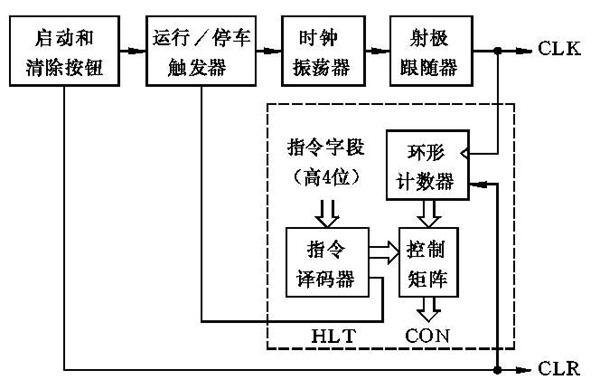 启动和
清除按钮
运行／停车
触发器
时钟
振荡器
射极
跟随器
CLK
指令字段
（高4位）
环形
计数器
指令
译码器
控制
矩阵
HLT
CON
CLR